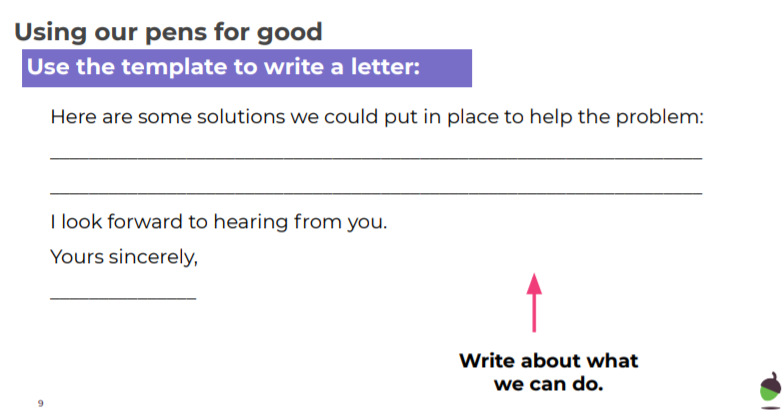 Using our pens for good
Use the template to write a letter:
Here are some solutions we could put in place to help the problem:
I look forward to hearing from you.
Yours sincerely,
Write about what
we can do.
9